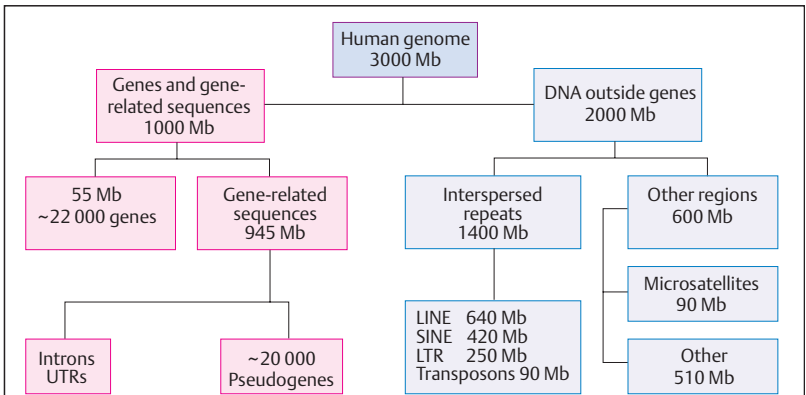 Human genome
3000 Mb
Genes and gene-
related sequences
1000 Mb
DNA outside genes
2000 Mb
55 Mb
~22 000 genes
Gene-related
sequences
945 Mb
Interspersed
repeats
1400 Mb
Other regions
600 Mb
Microsatellites
90 Mb
Introns
UTRs
~20 000
Pseudogenes
LINE 640 Mb
SINE 420 Mb
LTR 250 Mb
Transposons 90 Mb
Other
510 Mb